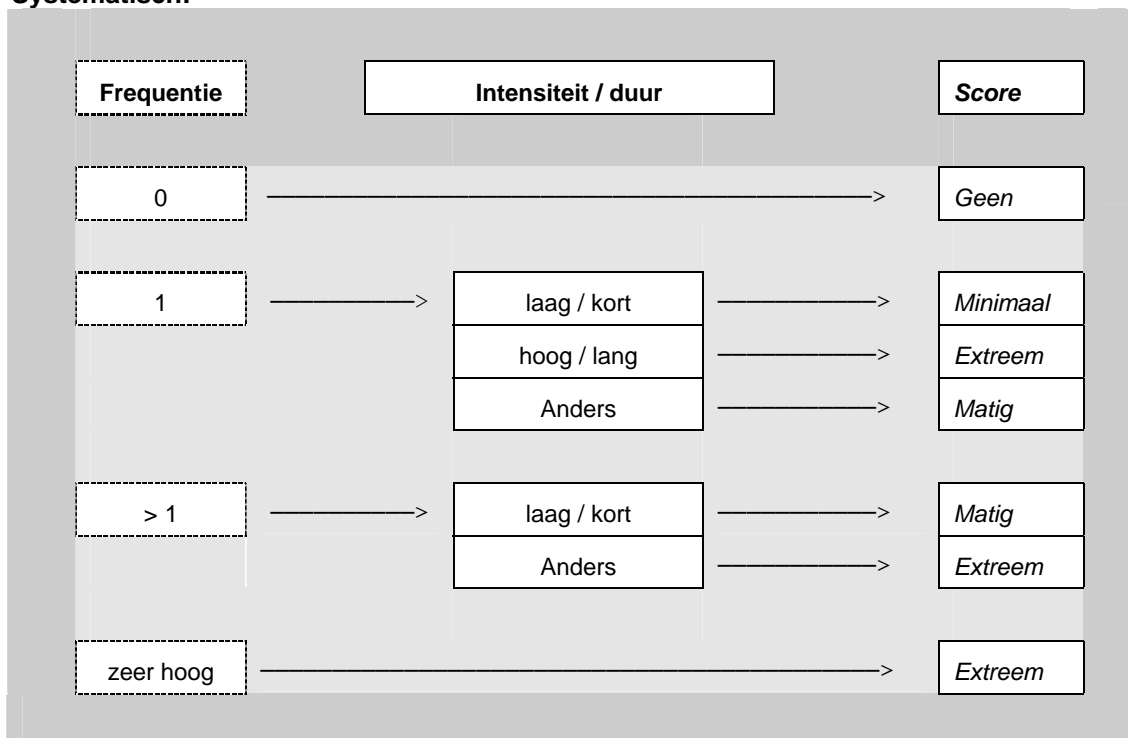 Frequentie Intensiteit / duur Score
0 ————> Geen
1 ————> laag / kort ————> Minimaal
hoog / lang ————> Extreem
Anders ————> Matig
> 1 ————> laag / kort ————> Matig
Anders ————> Extreem
zeer hoog ————> Extreem